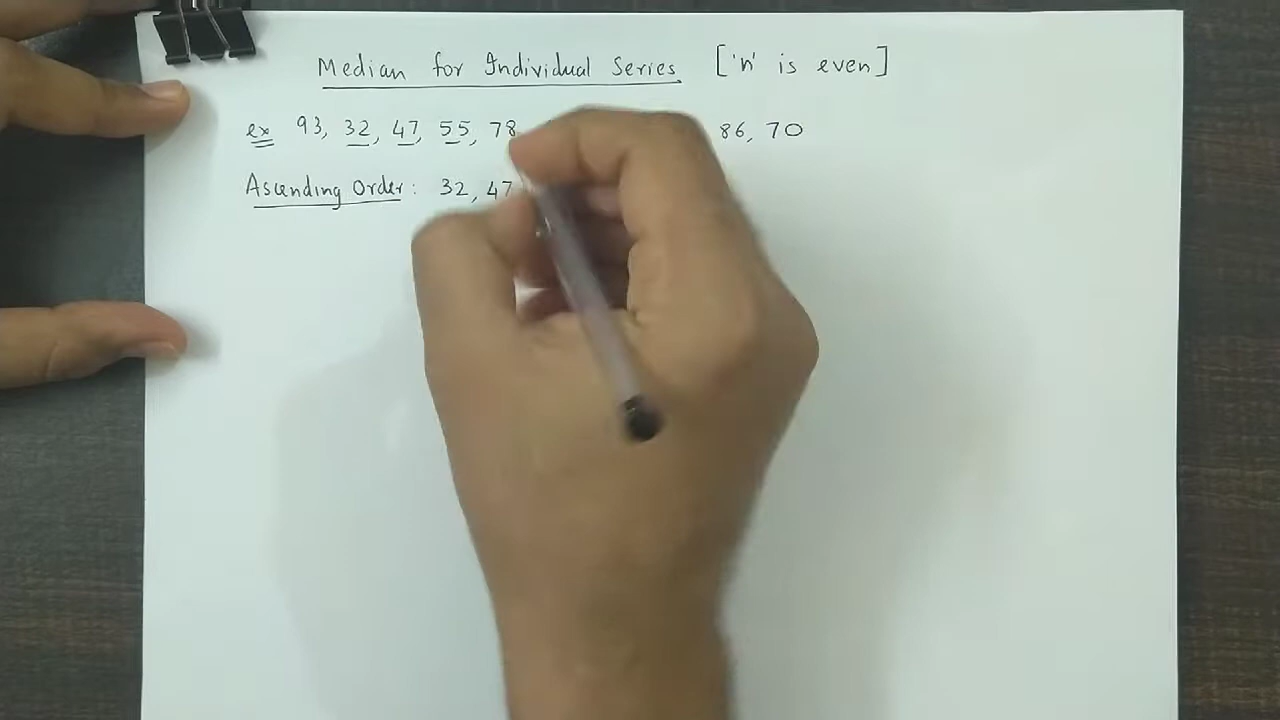 Median for Individual Series ['n' is even]
ex 93, 32, 47, 55, 78 86, 70
Ascending Order: 32, 47